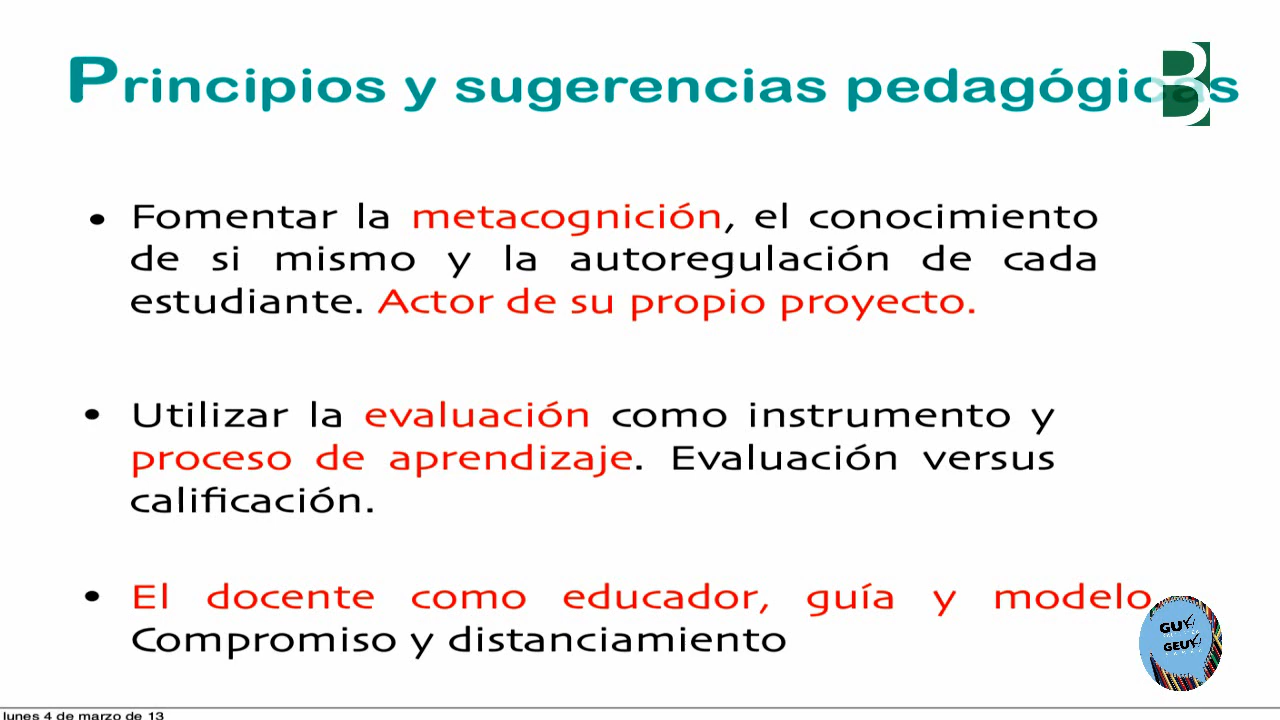 Principios y sugerencias pedagógicas
B
• Fomentar la metacognición, el conocimiento
de si mismo y la autoregulación de cada
estudiante. Actor de su propio proyecto.
• Utilizar la evaluación como instrumento y
proceso de aprendizaje. Evaluación versus
calificación.
• El docente como educador, guía y modelo
Compromiso y distanciamiento
GUY
GEUY
lunes 4 de marzo de 13